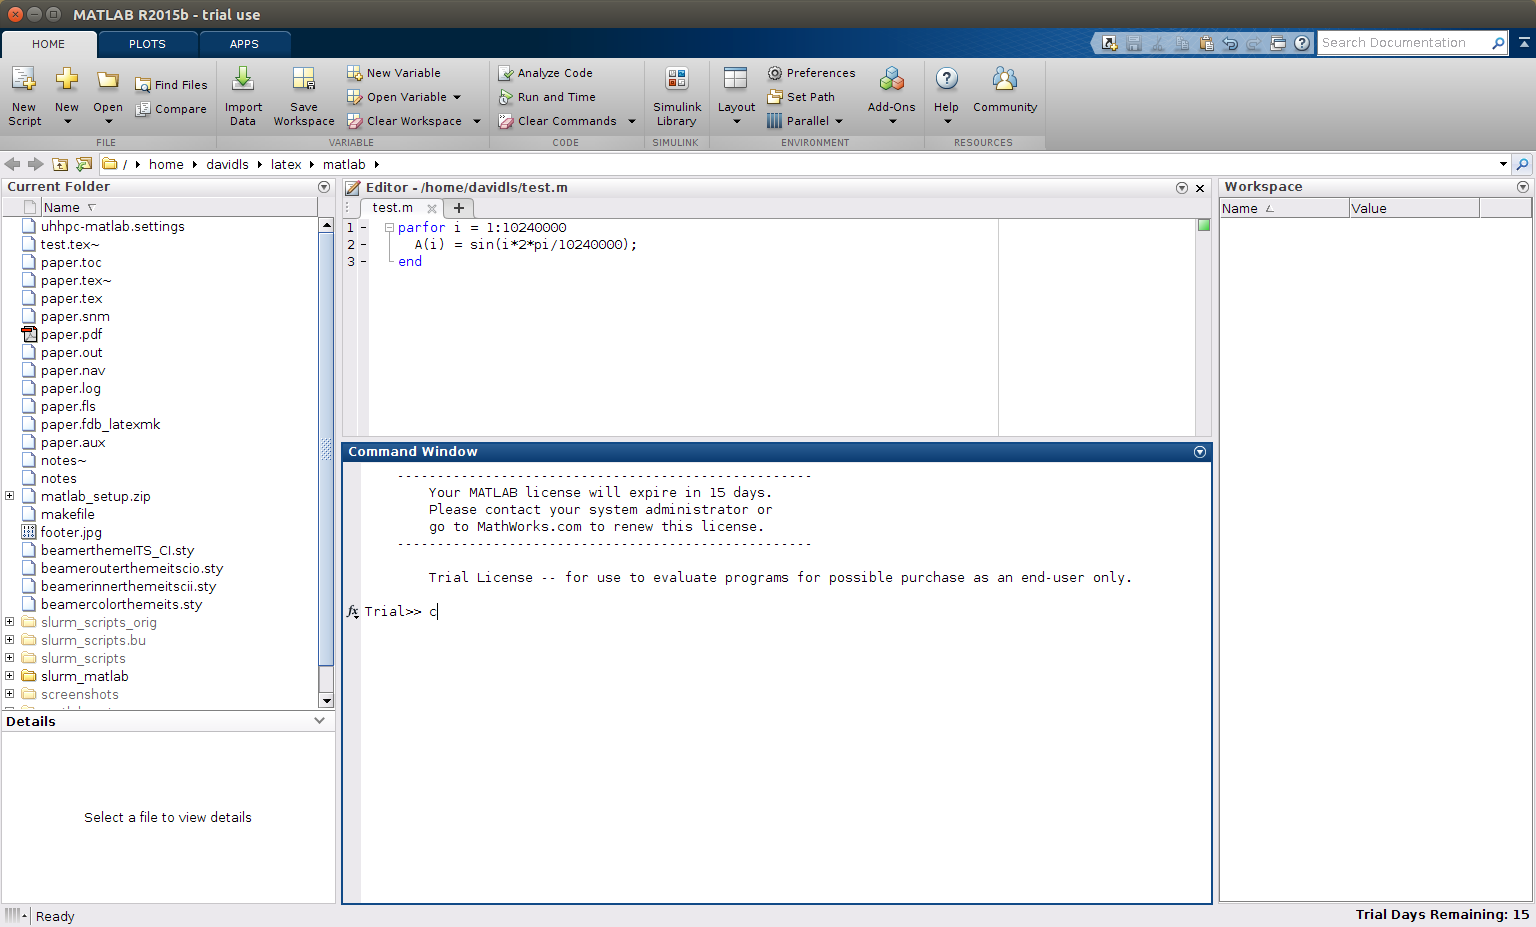 MATLAB R2015b - trial use
HOME
PLOTS
APPS
Search Documentation
New Script
New
Open
Find Files
Compare
FILE
Import Data
Save Workspace
New Variable
Open Variable
Clear Workspace
VARIABLE
Analyze Code
Run and Time
Clear Commands
CODE
Simulink Library
SIMULINK
Layout
Preferences
Set Path
Parallel
Add-Ons
ENVIRONMENT
Help
Community
RESOURCES
/ home davidls latex matlab
Current Folder
Name
uhhpc-matlab.settings
test.tex~
paper.toc
paper.tex~
paper.tex
paper.snm
paper.pdf
paper.out
paper.nav
paper.log
paper.fls
paper.fdb_latexmk
paper.aux
notes~
notes
matlab_setup.zip
makefile
footer.jpg
beamerthemeITS_CI.sty
beamerouterthemeitscio.sty
beamerinnerthemeitscii.sty
beamercolorthemeits.sty
slurm_scripts_orig
slurm_scripts.bu
slurm_scripts
slurm_matlab
screenshots
Details
Select a file to view details
Editor - /home/davidls/test.m
test.m
1 - parfor i = 1:10240000
2 - A(i) = sin(i*2*pi/10240000);
3 - end
Command Window
----------------------------------------------------
Your MATLAB license will expire in 15 days.
Please contact your system administrator or
go to MathWorks.com to renew this license.
----------------------------------------------------
Trial License -- for use to evaluate programs for possible purchase as an end-user only.
fx Trial>> c
Workspace
Name
Value
Ready
Trial Days Remaining: 15